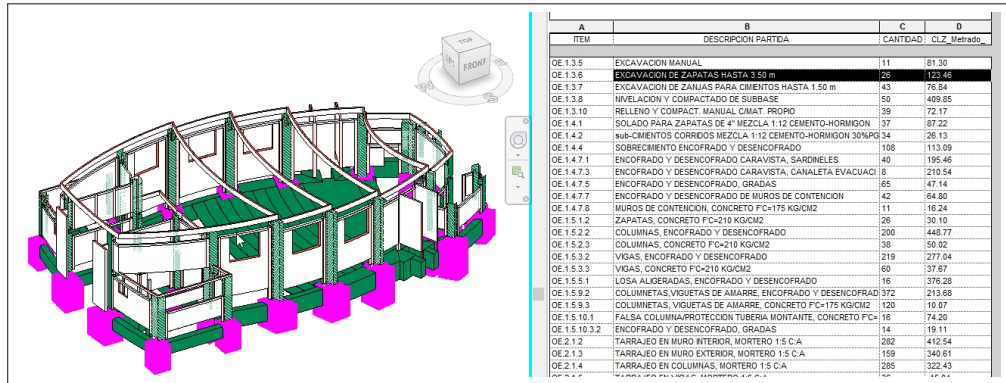 TOP
LEFT FRONT
W
S
A B C D
ITEM DESCRIPCION PARTIDA CANTIDAD CLZ_Metrado_
OE.1.3.5 EXCAVACION MANUAL 11 81.30
OE.1.3.6 EXCAVACION DE ZAPATAS HASTA 3.50 m 26 123.46
OE.1.3.7 EXCAVACION DE ZANJAS PARA CIMIENTOS HASTA 1.50 m 43 76.84
OE.1.3.8 NIVELACION Y COMPACTADO DE SUBBASE 50 409.85
OE.1.3.10 RELLENO Y COMPACT. MANUAL C/MAT. PROPIO 39 72.17
OE.1.4.1 SOLADO PARA ZAPATAS DE 4" MEZCLA 1:12 CEMENTO-HORMIGON 37 87.22
OE.1.4.2 sub-CIMIENTOS CORRIDOS MEZCLA 1:12 CEMENTO-HORMIGON 30%PG 34 26.13
OE.1.4.4 SOBRECIMIENTO ENCOFRADO Y DESENCOFRADO 108 113.09
OE.1.4.7.1 ENCOFRADO Y DESENCOFRADO CARAVISTA, SARDINELES 40 195.46
OE.1.4.7.3 ENCOFRADO Y DESENCOFRADO CARAVISTA, CANALETA EVACUACI 8 210.54
OE.1.4.7.5 ENCOFRADO Y DESENCOFRADO, GRADAS 65 47.14
OE.1.4.7.7 ENCOFRADO Y DESENCOFRADO DE MUROS DE CONTENCION 42 64.80
OE.1.4.7.8 MUROS DE CONTENCION, CONCRETO F'C=175 KG/CM2 11 16.24
OE.1.5.1.2 ZAPATAS, CONCRETO F'C=210 KG/CM2 26 30.10
OE.1.5.2.2 COLUMNAS, ENCOFRADO Y DESENCOFRADO 200 448.77
OE.1.5.2.3 COLUMNAS, CONCRETO F'C=210 KG/CM2 38 50.02
OE.1.5.3.2 VIGAS, ENCOFRADO Y DESENCOFRADO 219 277.04
OE.1.5.3.3 VIGAS, CONCRETO F'C=210 KG/CM2 60 37.67
OE.1.5.5.1 LOSA ALIGERADAS, ENCOFRADO Y DESENCOFRADO 16 376.28
OE.1.5.9.2 COLUMNETAS,VIGUETAS DE AMARRE, ENCOFRADO Y DESENCOFRAD 372 213.68
OE.1.5.9.3 COLUMNETAS, VIGUETAS DE AMARRE, CONCRETO F'C=175 KG/CM2 120 10.07
OE.1.5.10.1 FALSA COLUMNA/PROTECCION TUBERIA MONTANTE, CONCRETO F'C= 16 74.20
OE.1.5.10.3.2 ENCOFRADO Y DESENCOFRADO, GRADAS 14 19.11
OE.2.1.2 TARRAJEO EN MURO INTERIOR, MORTERO 1:5 C:A 282 412.54
OE.2.1.3 TARRAJEO EN MURO EXTERIOR, MORTERO 1:5 C:A 159 340.61
OE.2.1.4 TARRAJEO EN COLUMNAS, MORTERO 1:5 C:A 285 322.43